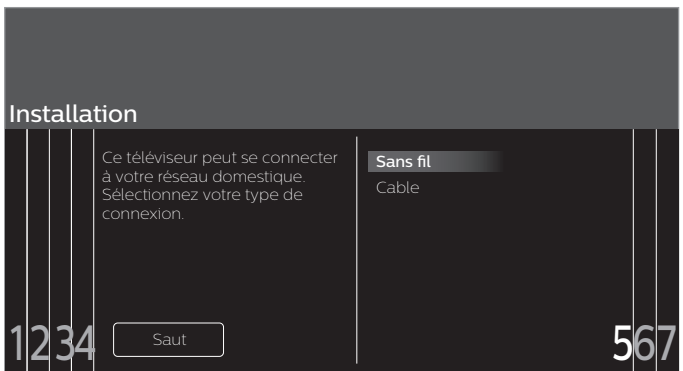 Installation
Ce téléviseur peut se connecter
à votre réseau domestique.
Sélectionnez votre type de
connexion.
Sans fil
Cable
1234
Saut
567